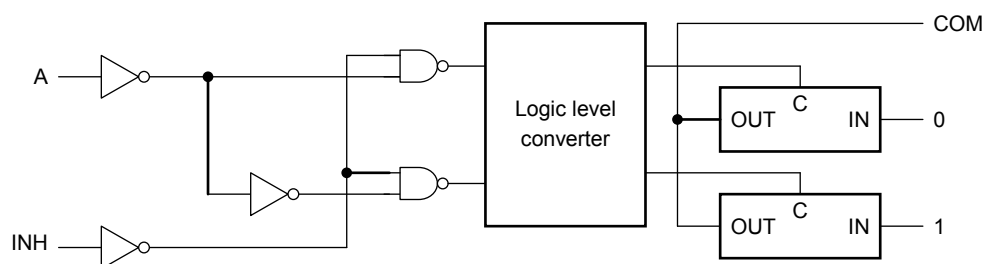 COM
A
C
OUT
IN
0
Logic level
converter
C
OUT
IN
1
INH